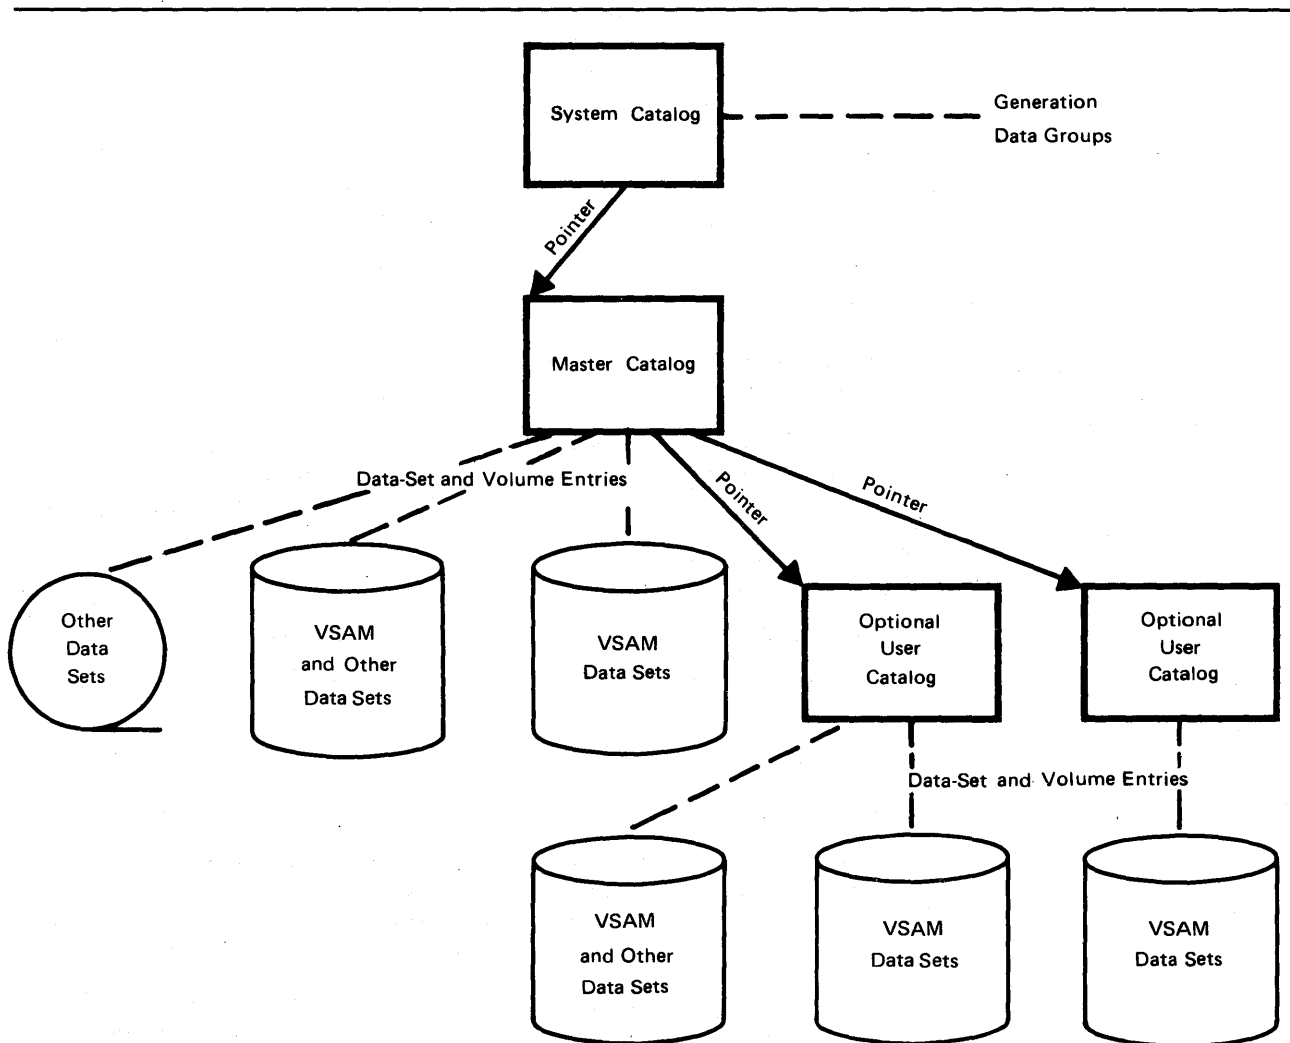 System Catalog
Generation
Data Groups
Pointer
Master Catalog
Data-Set and Volume Entries
Pointer
Pointer
Other
Data
Sets
VSAM
and Other
Data Sets
VSAM
Data Sets
Optional
User
Catalog
Optional
User
Catalog
Data-Set and Volume Entries
VSAM
and Other
Data Sets
VSAM
Data Sets
VSAM
Data Sets